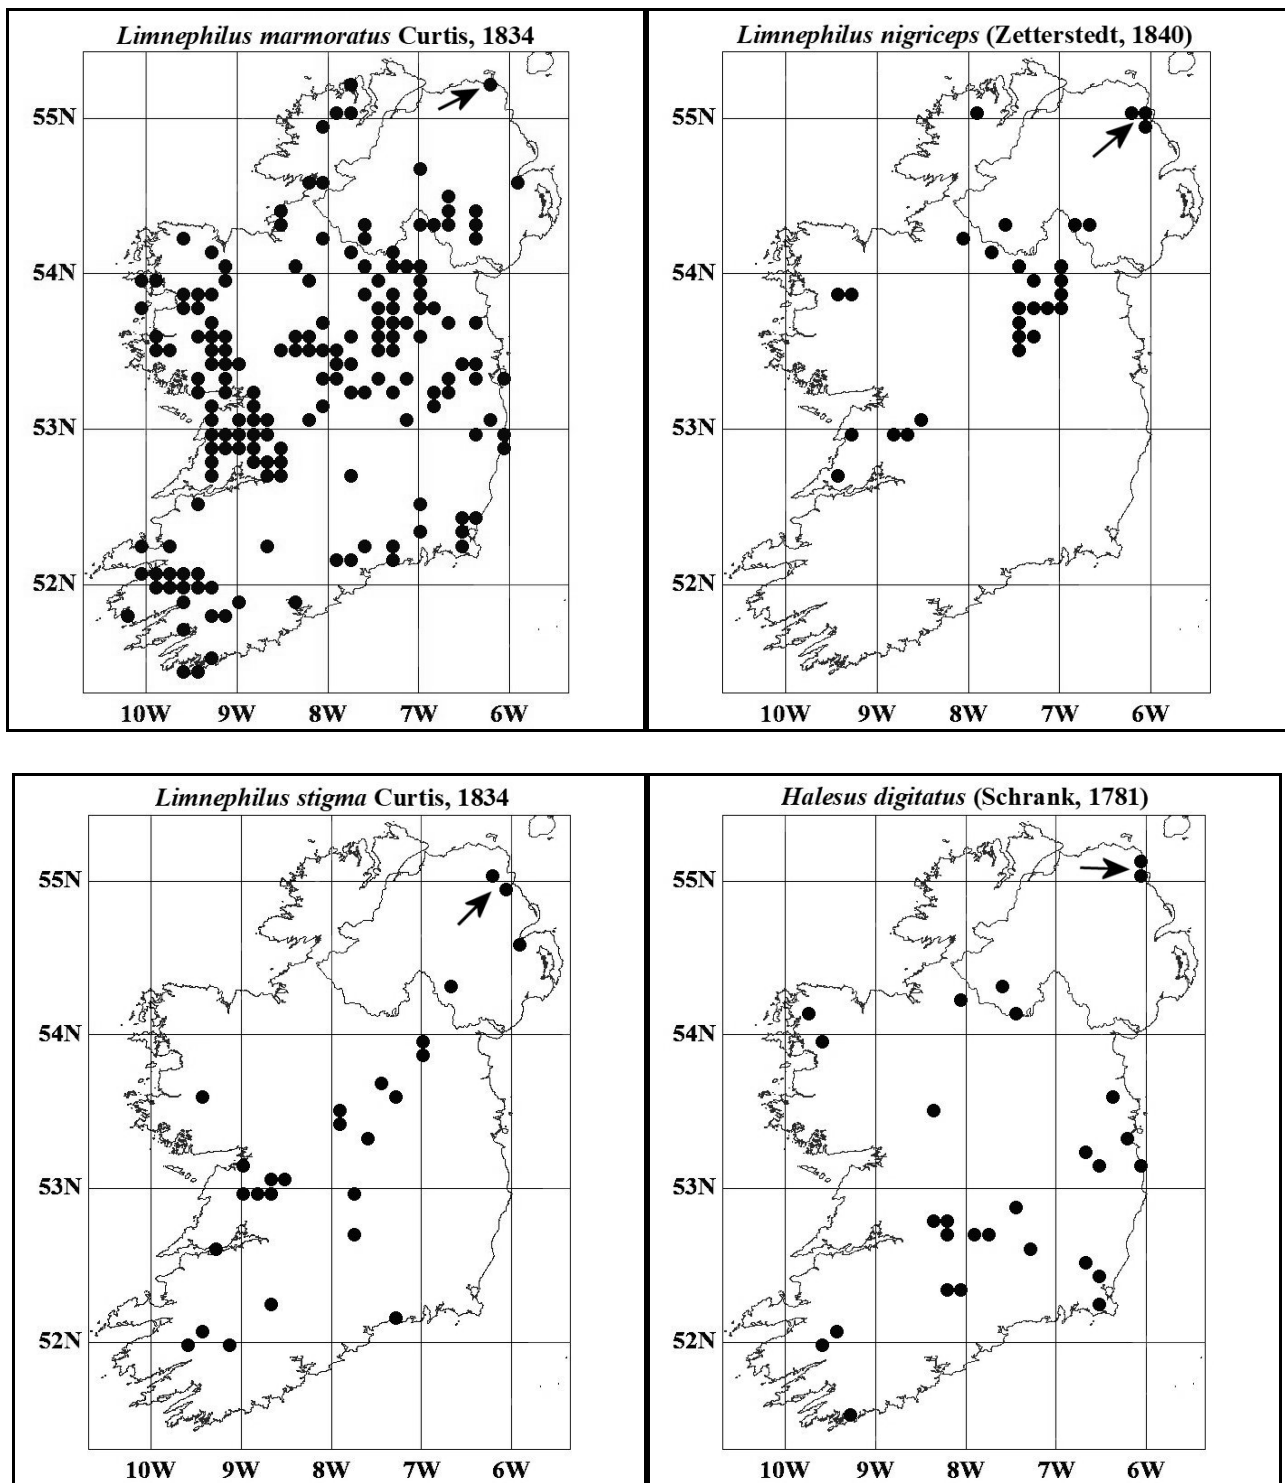 Limnephilus marmoratus Curtis, 1834
55N
54N
53N
52N
10W 9W 8W 7W 6W
Limnephilus nigriceps (Zetterstedt, 1840)
55N
54N
53N
52N
10W 9W 8W 7W 6W
Limnephilus stigma Curtis, 1834
55N
54N
53N
52N
10W 9W 8W 7W 6W
Halesus digitatus (Schrank, 1781)
55N
54N
53N
52N
10W 9W 8W 7W 6W